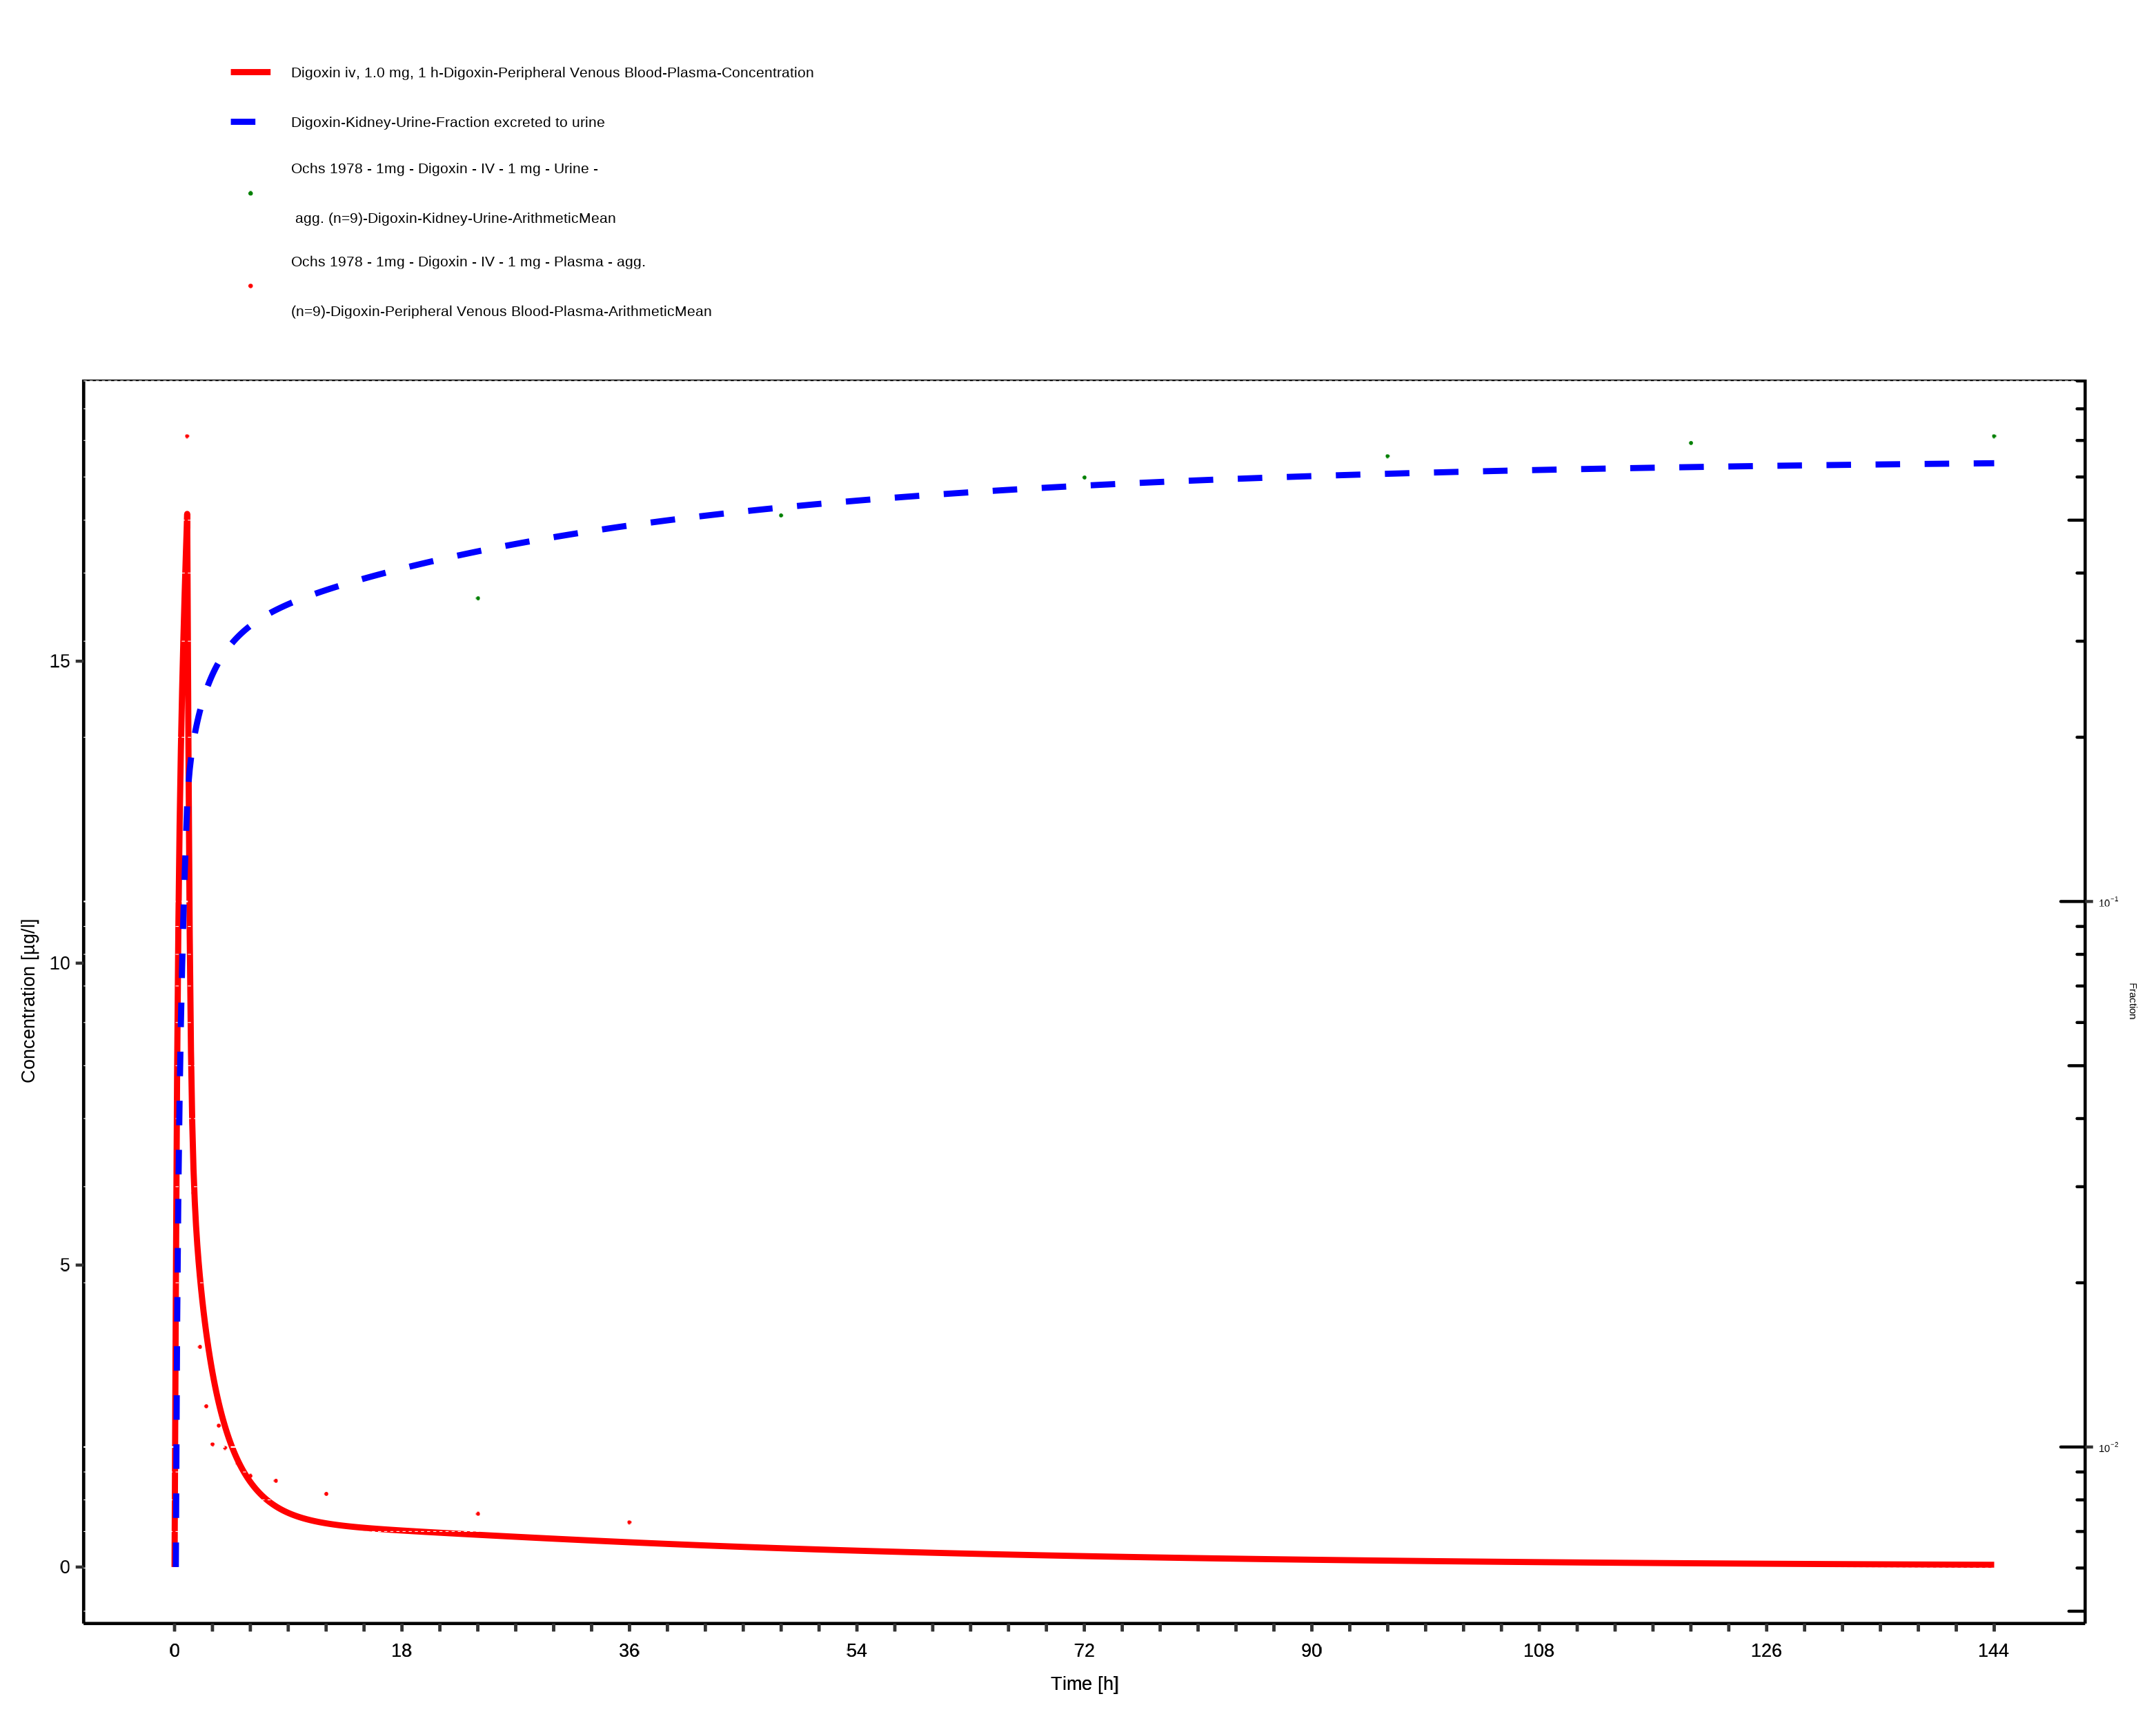 Digoxin iv, 1.0 mg, 1 h-Digoxin-Peripheral Venous Blood-Plasma-Concentration
Digoxin-Kidney-Urine-Fraction excreted to urine
Ochs 1978 - 1mg - Digoxin - IV - 1 mg - Urine -
agg. (n=9)-Digoxin-Kidney-Urine-ArithmeticMean
Ochs 1978 - 1mg - Digoxin - IV - 1 mg - Plasma - agg.
(n=9)-Digoxin-Peripheral Venous Blood-Plasma-ArithmeticMean
15
10
5
0
Concentration [µg/l]
10⁻¹
10⁻²
Fraction
0 18 36 54 72 90 108 126 144
Time [h]